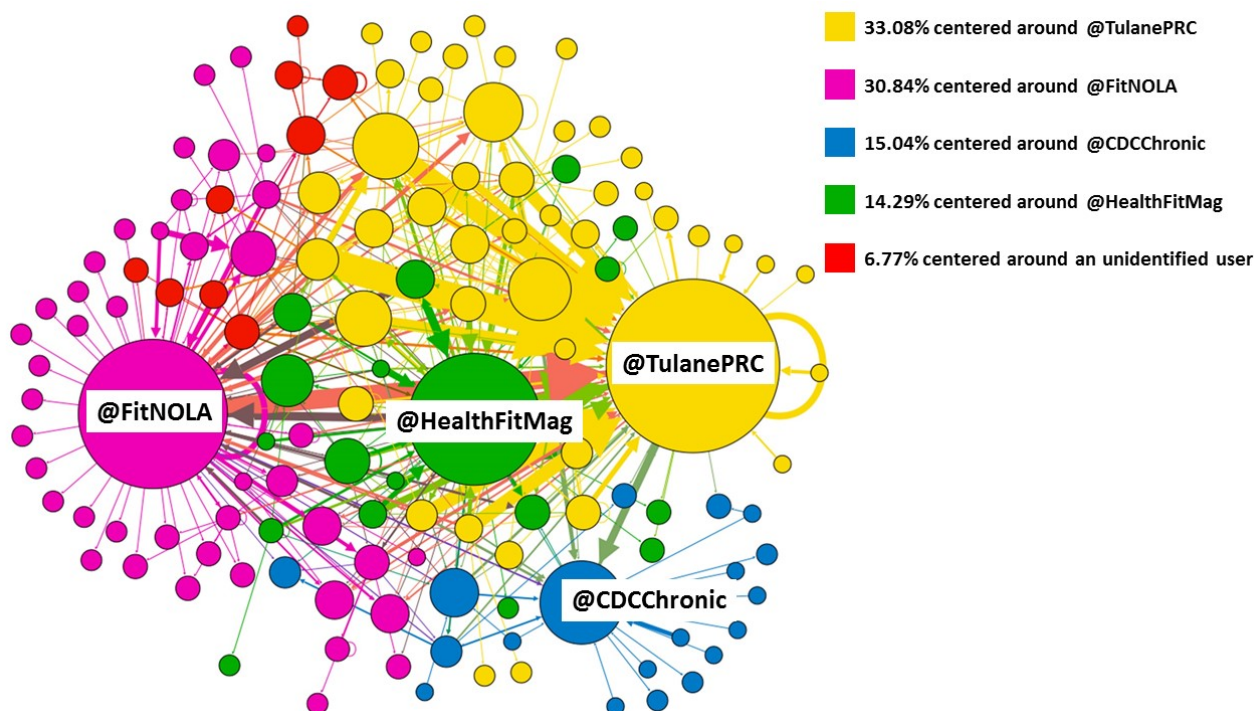 33.08% centered around @TulanePRC
30.84% centered around @FitNOLA
15.04% centered around @CDCChronic
14.29% centered around @HealthFitMag
6.77% centered around an unidentified user
@TulanePRC
@FitNOLA
@HealthFitMag
@CDCChronic